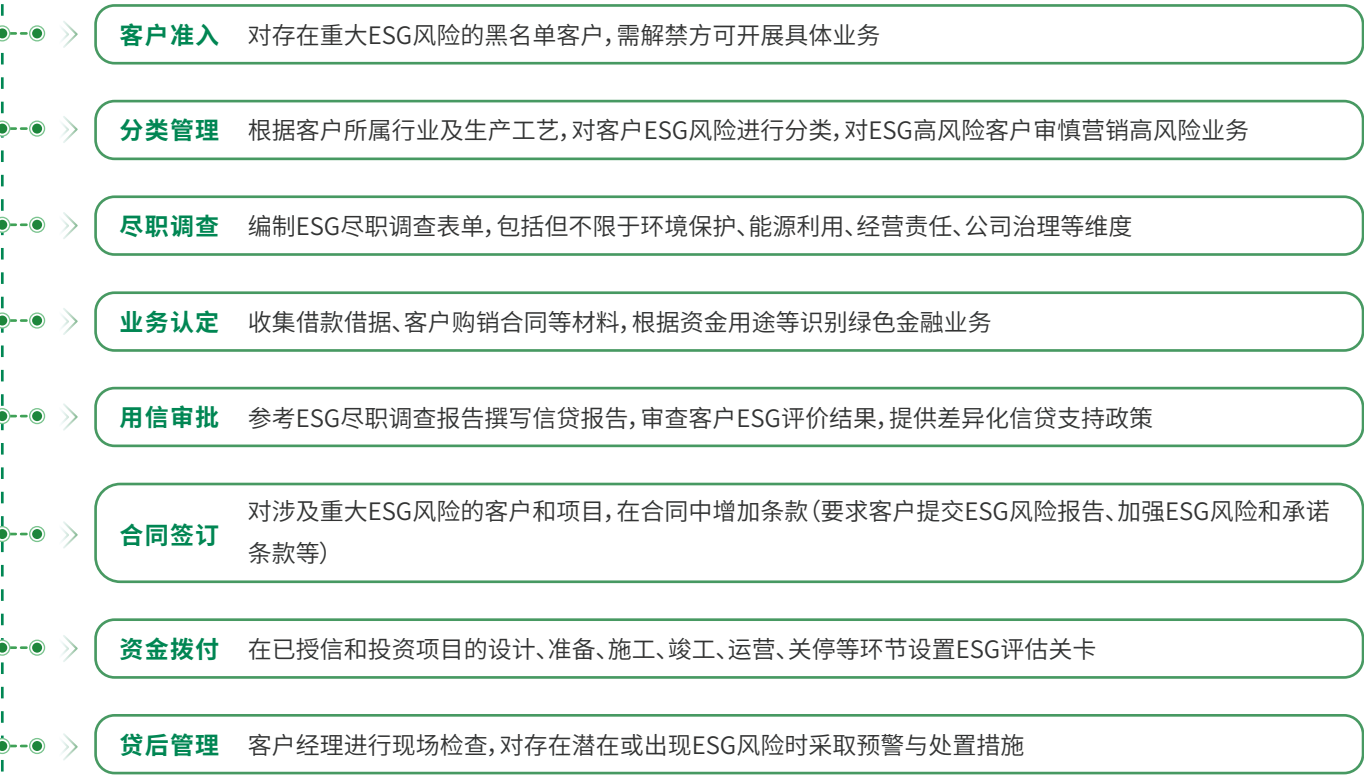 客户准入 对存在重大ESG风险的黑名单客户，需解禁方可开展具体业务
分类管理 根据客户所属行业及生产工艺，对客户ESG风险进行分类，对ESG高风险客户审慎营销高风险业务
尽职调查 编制ESG尽职调查表单，包括但不限于环境保护、能源利用、经营责任、公司治理等维度
业务认定 收集借款借据、客户购销合同等材料，根据资金用途等识别绿色金融业务
用信审批 参考ESG尽职调查报告撰写信贷报告，审查客户ESG评价结果，提供差异化信贷支持政策
合同签订 对涉及重大ESG风险的客户和项目，在合同中增加条款（要求客户提交ESG风险报告、加强ESG风险和承诺
条款等）
资金拨付 在已授信和投资项目的设计、准备、施工、竣工、运营、关停等环节设置ESG评估关卡
贷后管理 客户经理进行现场检查，对存在潜在或出现ESG风险时采取预警与处置措施